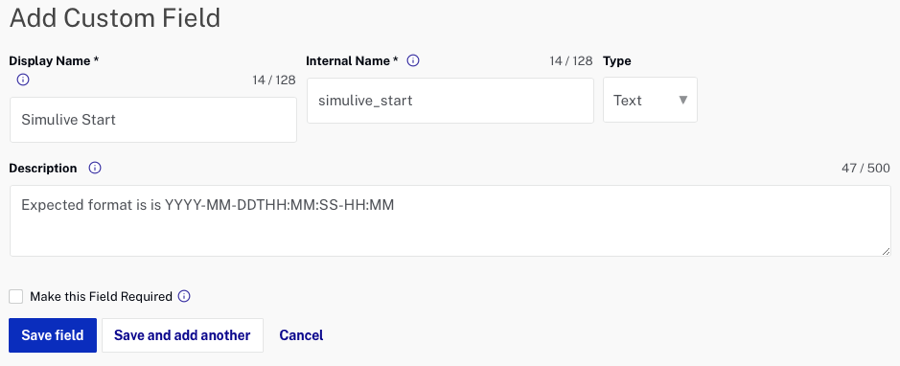 Add Custom Field
Display Name *
14 / 128
Internal Name *
14 / 128
Type
Simulive Start
simulive_start
Text
Description
47 / 500
Expected format is is YYYY-MM-DDTHH:MM:SS-HH:MM
Make this Field Required
Save field
Save and add another
Cancel